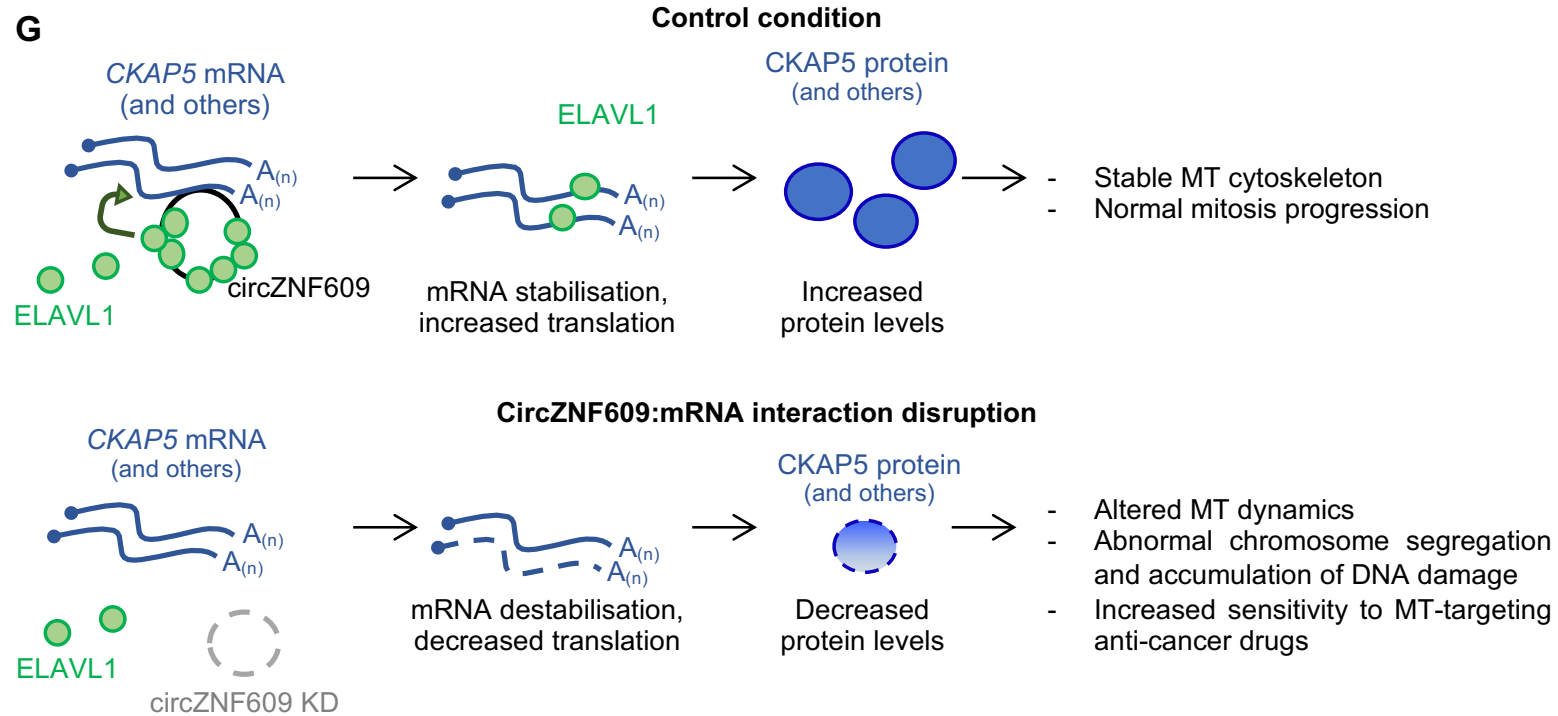 G
Control condition
CKAP5 mRNA
(and others)
A(n)
A(n)
ELAVL1
circZNF609
ELAVL1
A(n)
A(n)
mRNA stabilisation,
increased translation
CKAP5 protein
(and others)
Increased
protein levels
- Stable MT cytoskeleton
- Normal mitosis progression
CircZNF609:mRNA interaction disruption
CKAP5 mRNA
(and others)
A(n)
A(n)
ELAVL1
circZNF609 KD
A(n)
A(n)
mRNA destabilisation,
decreased translation
CKAP5 protein
(and others)
Decreased
protein levels
- Altered MT dynamics
- Abnormal chromosome segregation
and accumulation of DNA damage
- Increased sensitivity to MT-targeting
anti-cancer drugs